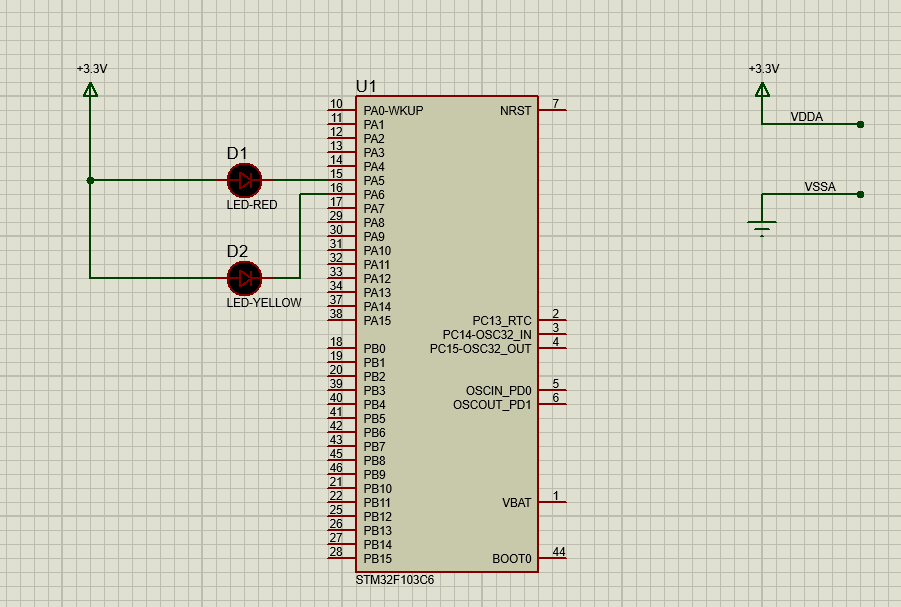 +3.3V
+3.3V
U1
10 PA0-WKUP NRST 7
11 PA1
VDDA
12 PA2
13 PA3
D1
14 PA4
15 PA5
16 PA6
VSSA
LED-RED
17 PA7
29 PA8
30 PA9
D2
31 PA10
32 PA11
33 PA12
34 PA13
LED-YELLOW
37 PA14
38 PA15 PC13_RTC 2
PC14-OSC32_IN 3
18 PB0 PC15-OSC32_OUT 4
19 PB1
20 PB2
39 PB3 OSCIN_PD0 5
40 PB4 OSCOUT_PD1 6
41 PB5
42 PB6
43 PB7
45 PB8
46 PB9
21 PB10
22 PB11 VBAT 1
25 PB12
26 PB13
27 PB14
28 PB15 BOOT0 44
STM32F103C6